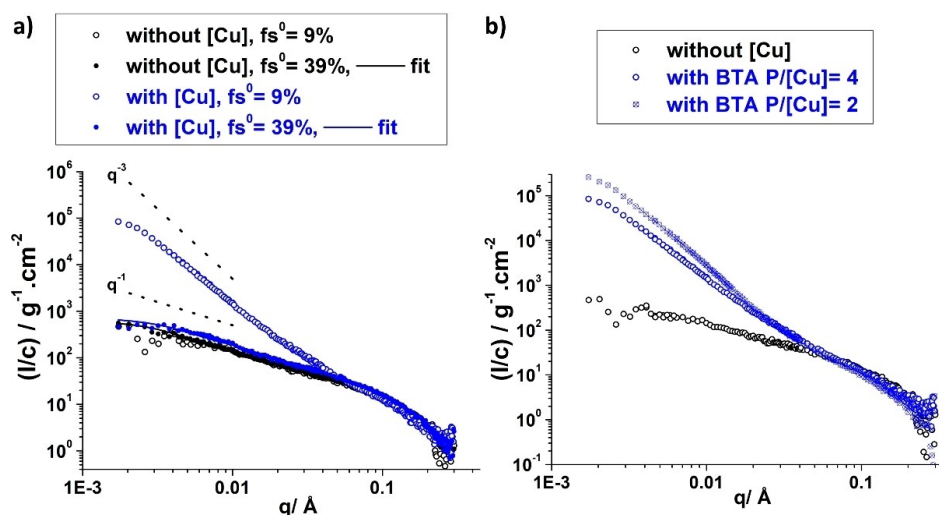 a)
without [Cu], fs⁰= 9%
without [Cu], fs⁰= 39%, —— fit
with [Cu], fs⁰= 9%
with [Cu], fs⁰= 39%, —— fit
(I/c) / g⁻¹.cm⁻²
10⁶
10⁵
10⁴
10³
10²
10¹
10⁰
q⁻³
q⁻¹
1E-3
0.01
0.1
q/ Å
b)
without [Cu]
with BTA P/[Cu]= 4
with BTA P/[Cu]= 2
(I/c) / g⁻¹.cm⁻²
10⁵
10⁴
10³
10²
10¹
10⁰
10⁻¹
1E-3
0.01
0.1
q/ Å